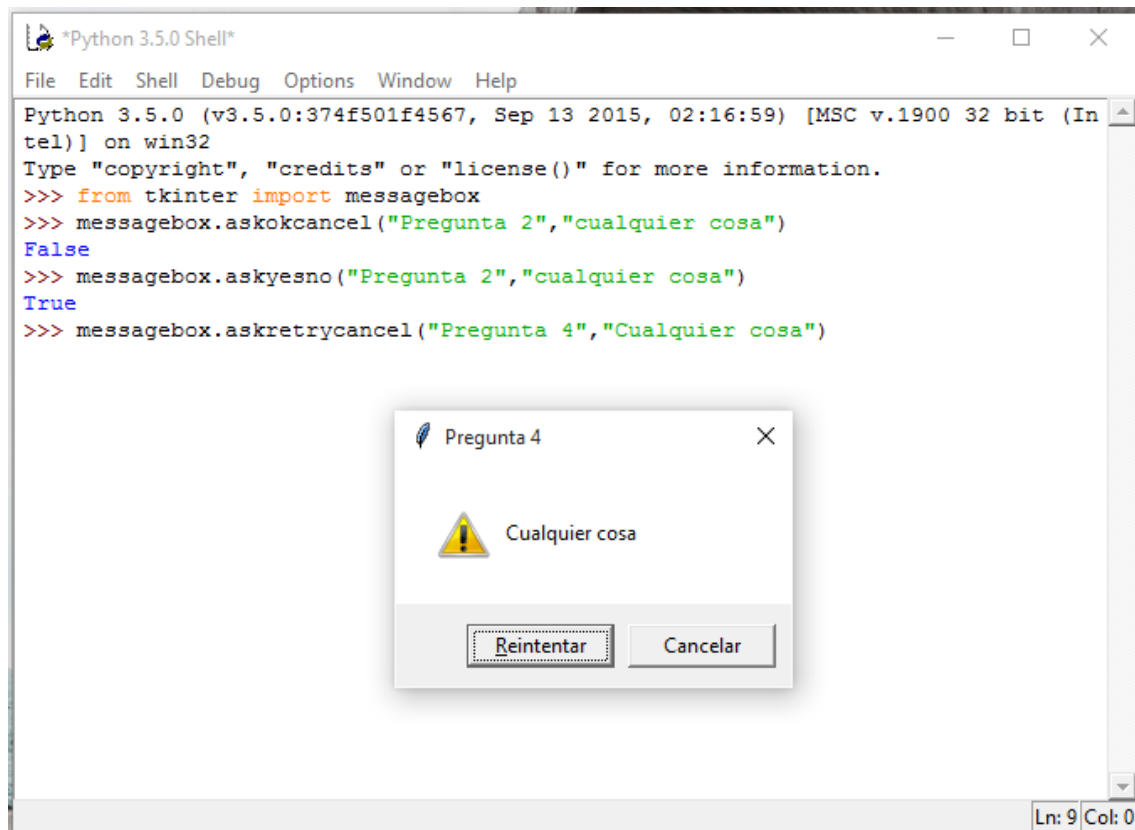 *Python 3.5.0 Shell*
File Edit Shell Debug Options Window Help
Python 3.5.0 (v3.5.0:374f501f4567, Sep 13 2015, 02:16:59) [MSC v.1900 32 bit (In
tel)] on win32
Type "copyright", "credits" or "license()" for more information.
>>> from tkinter import messagebox
>>> messagebox.askokcancel("Pregunta 2","cualquier cosa")
False
>>> messagebox.askyesno("Pregunta 2","cualquier cosa")
True
>>> messagebox.askretrycancel("Pregunta 4","Cualquier cosa")
Pregunta 4
Cualquier cosa
Reintentar Cancelar
Ln: 9 Col: 0